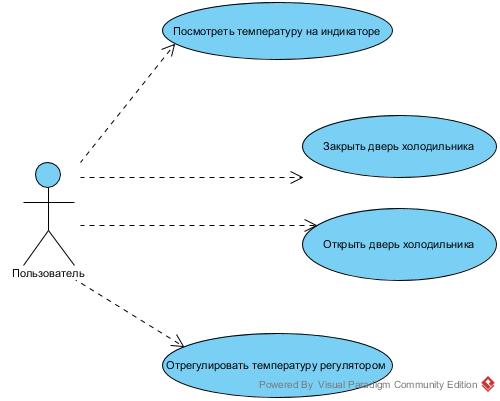 Посмотреть температуру на индикаторе
Закрыть дверь холодильника
Открыть дверь холодильника
Пользователь
Отрегулировать температуру регулятором
Powered By Visual Paradigm Community Edition